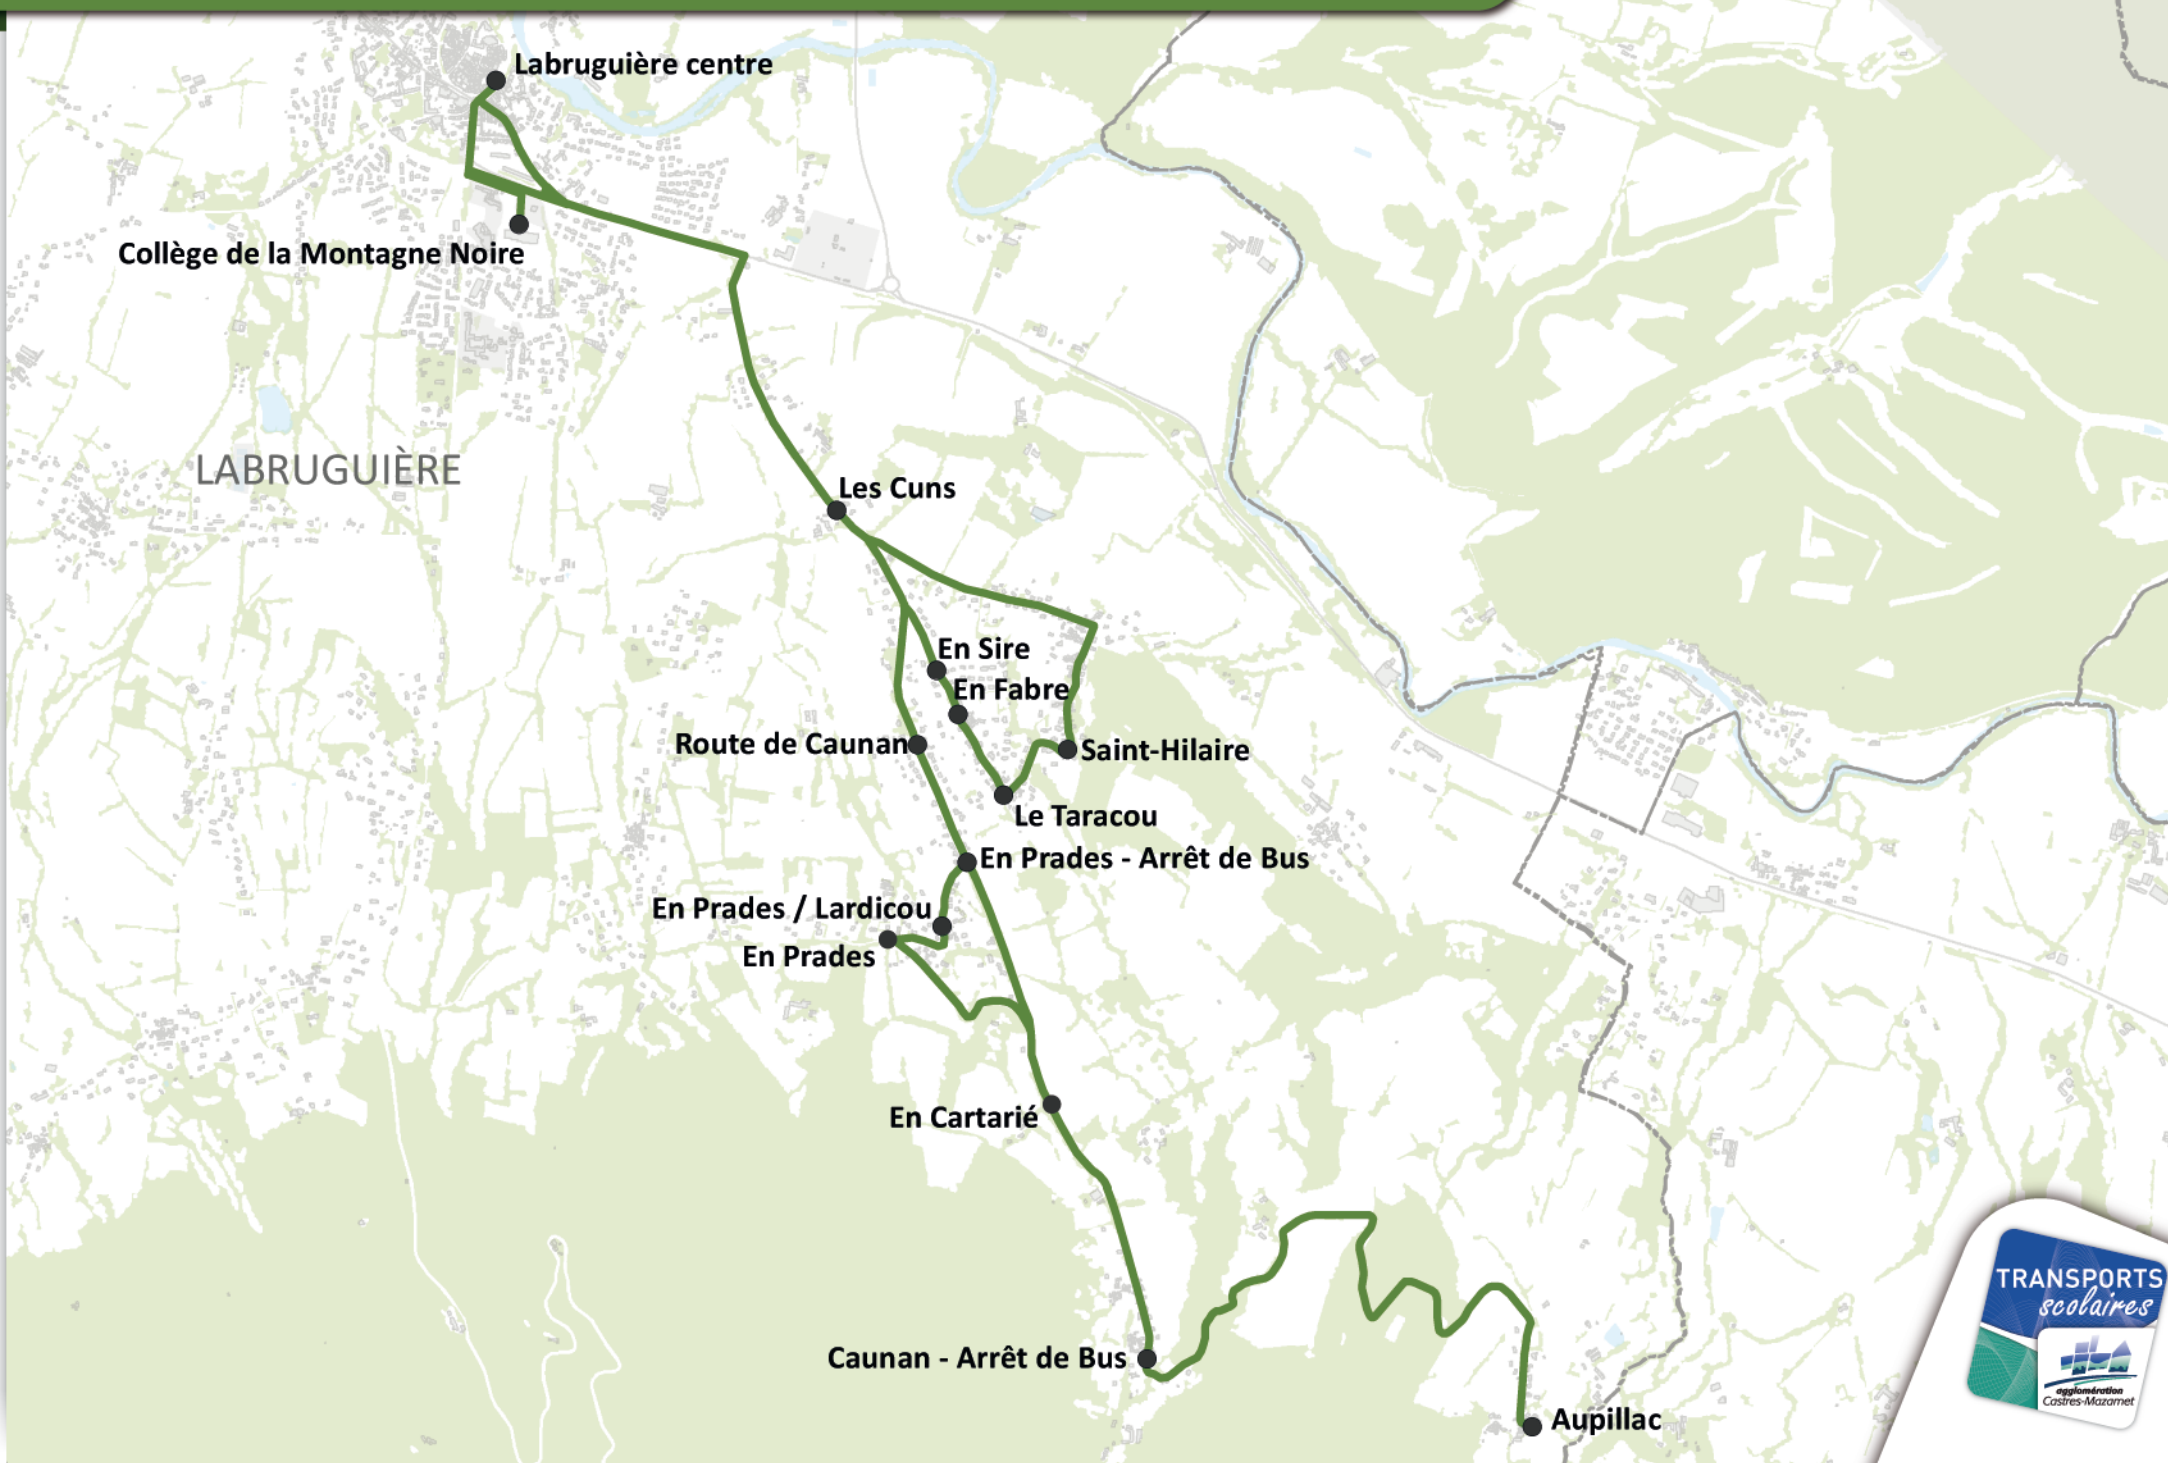 Labruguière centre
Collège de la Montagne Noire
LABRUGUIÈRE
Les Cuns
En Sire
En Fabre
Route de Caunan
Saint-Hilaire
Le Taracou
En Prades - Arrêt de Bus
En Prades / Lardicou
En Prades
En Cartarié
Caunan - Arrêt de Bus
Aupillac
TRANSPORTS
scolaires
agglomération
Castres-Mazamet